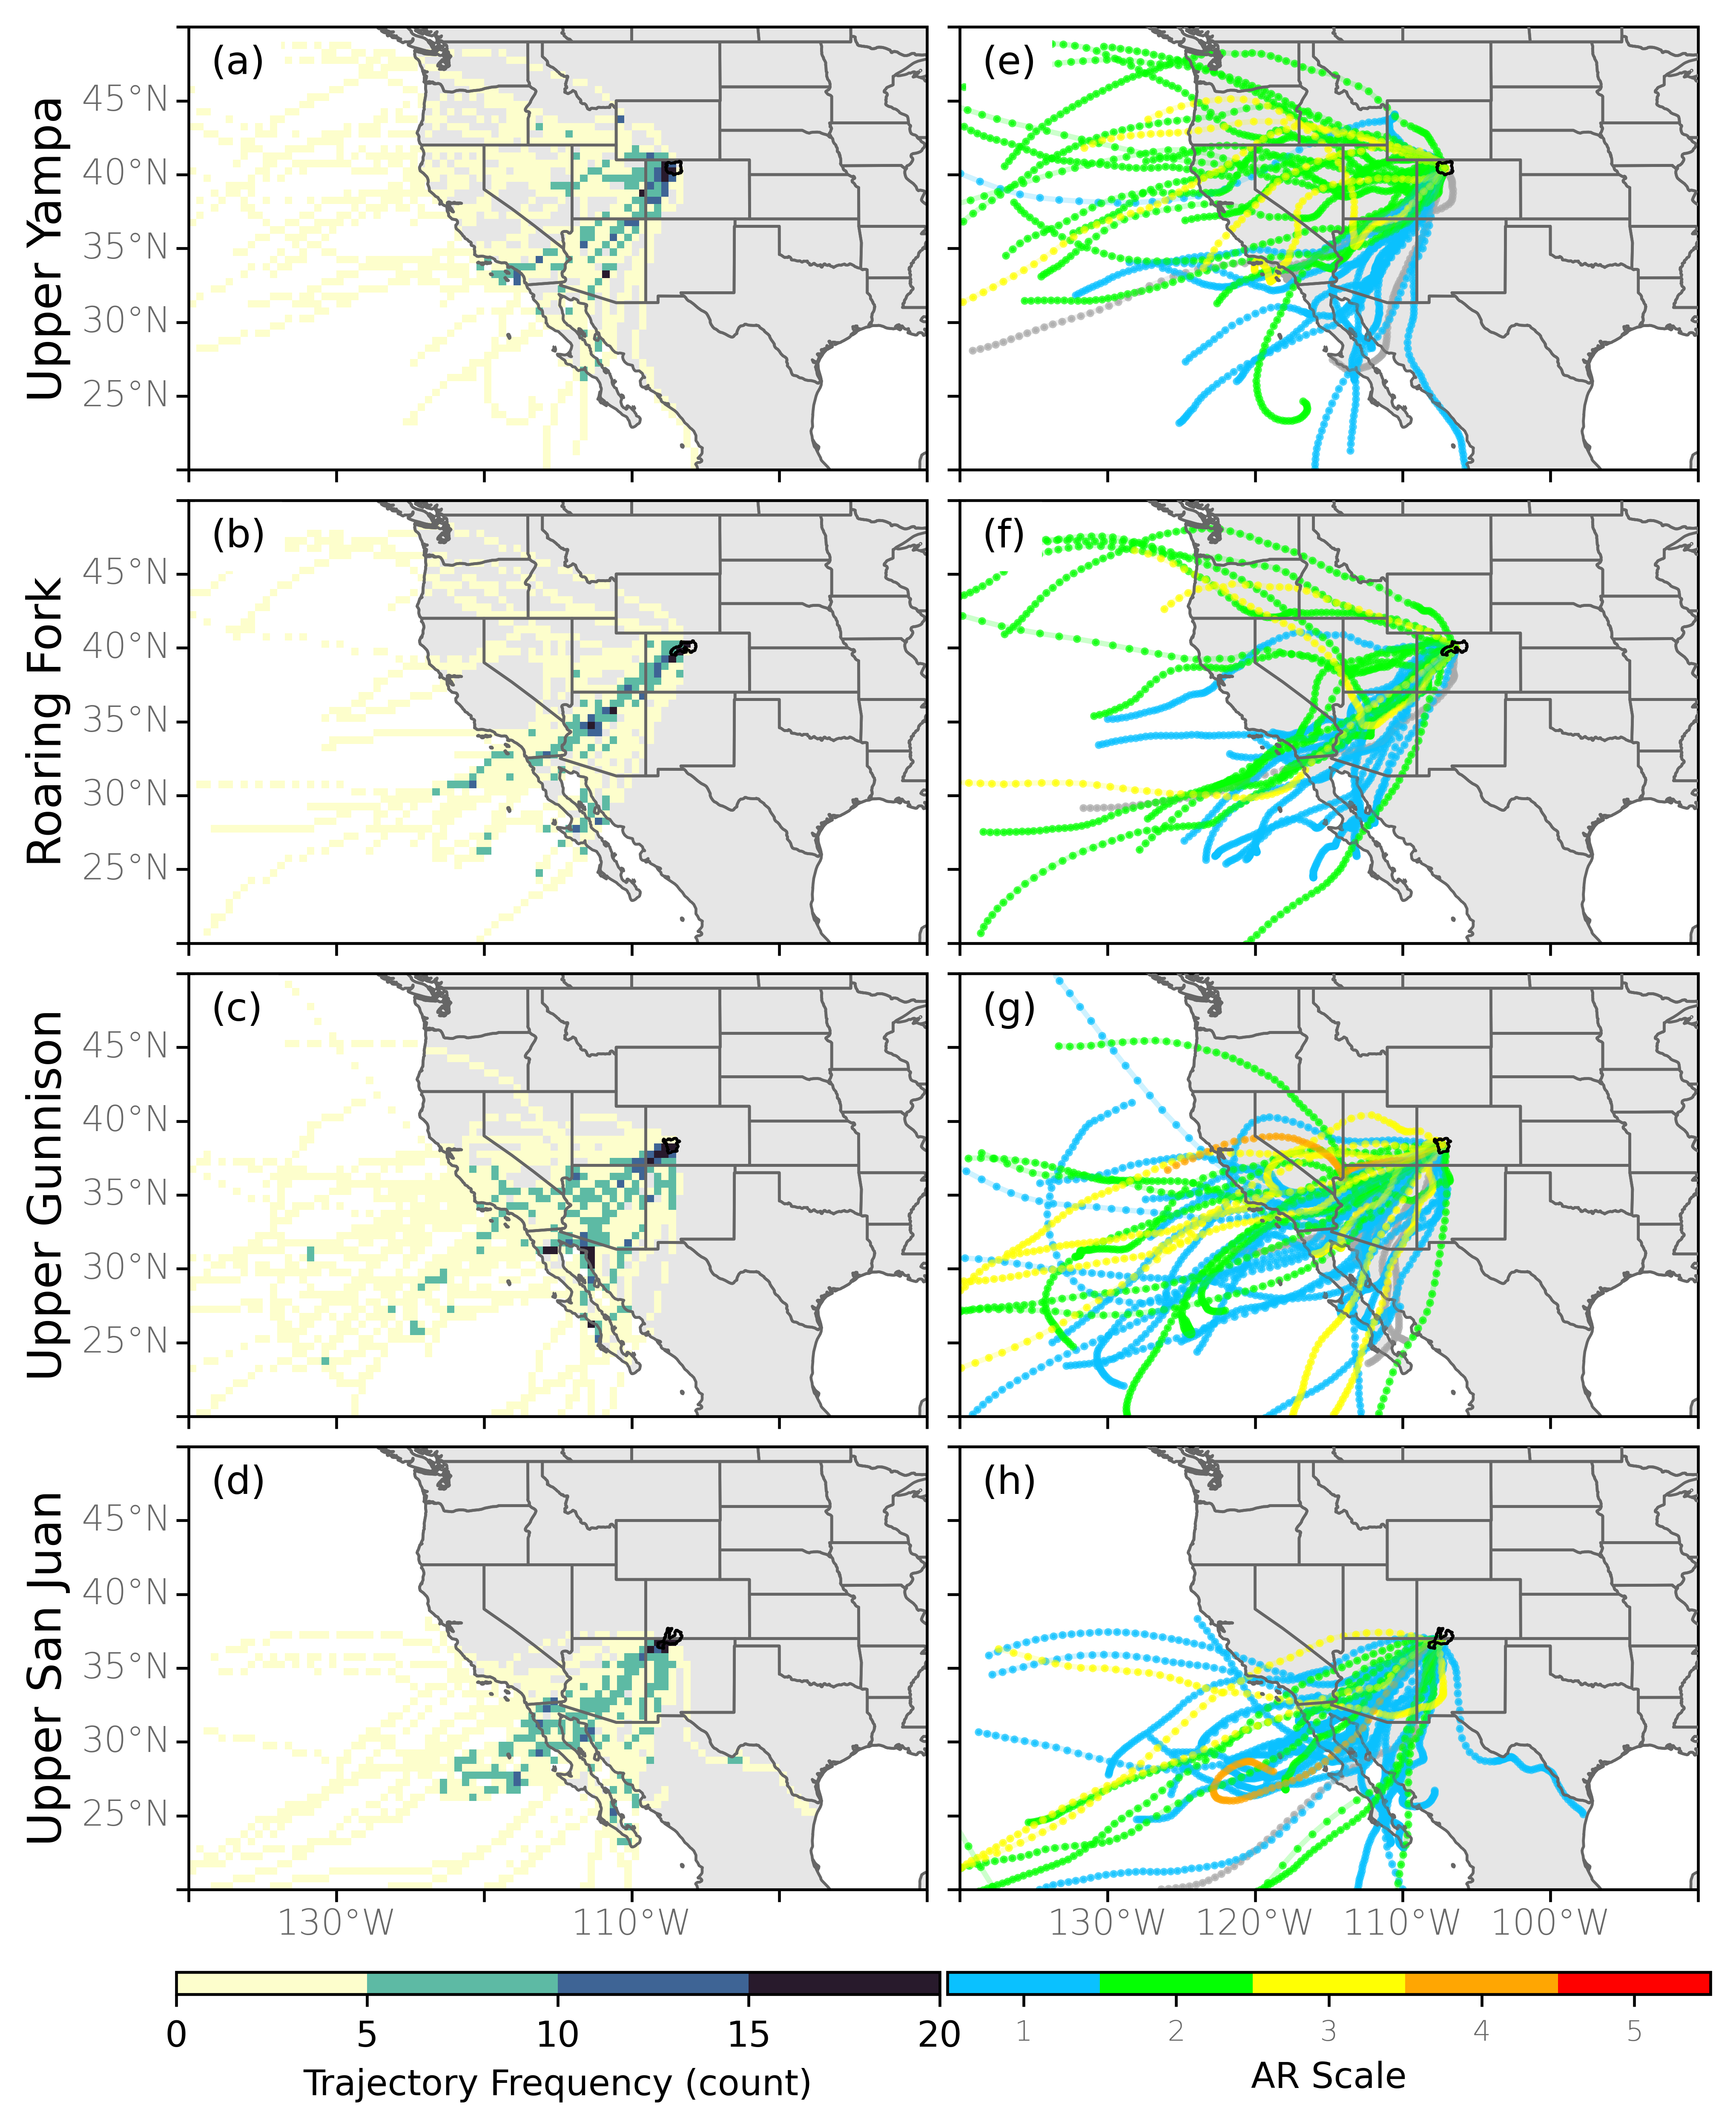 (a)
(e)
Upper Yampa
45°N
40°N
35°N
30°N
25°N
(b)
(f)
Roaring Fork
45°N
40°N
35°N
30°N
25°N
(c)
(g)
Upper Gunnison
45°N
40°N
35°N
30°N
25°N
(d)
(h)
Upper San Juan
45°N
40°N
35°N
30°N
25°N
130°W 110°W
130°W 120°W 110°W 100°W
0 5 10 15 20
1 2 3 4 5
Trajectory Frequency (count)
AR Scale